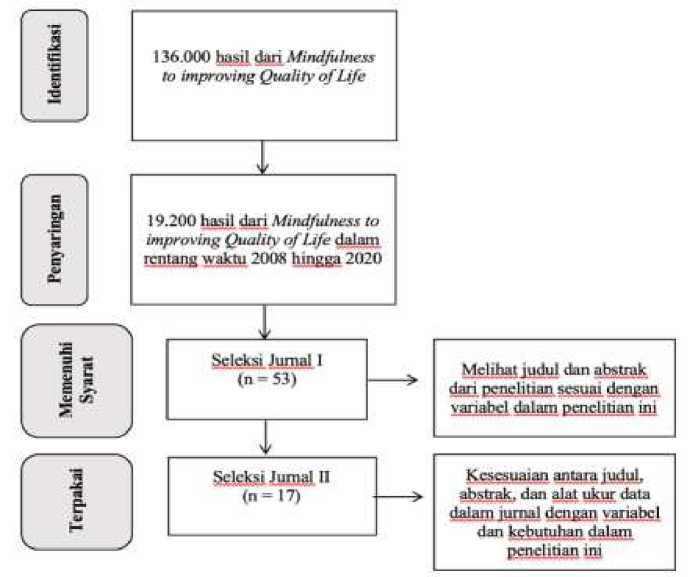 Identifikasi
136.000 hasil dari Mindfulness
to improving Quality of Life
Penyaringan
19.200 hasil dari Mindfulness to
improving Quality of Life dalam
rentang waktu 2008 hingga 2020
Memenuhi
Syarat
Seleksi Jurnal I
(n = 53)
Melihat judul dan abstrak
dari penelitian sesuai dengan
variabel dalam penelitian ini
Terpakai
Seleksi Jurnal II
(n = 17)
Kesesuaian antara judul,
abstrak, dan alat ukur data
dalam jurnal dengan variabel
dan kebutuhan dalam
penelitian ini